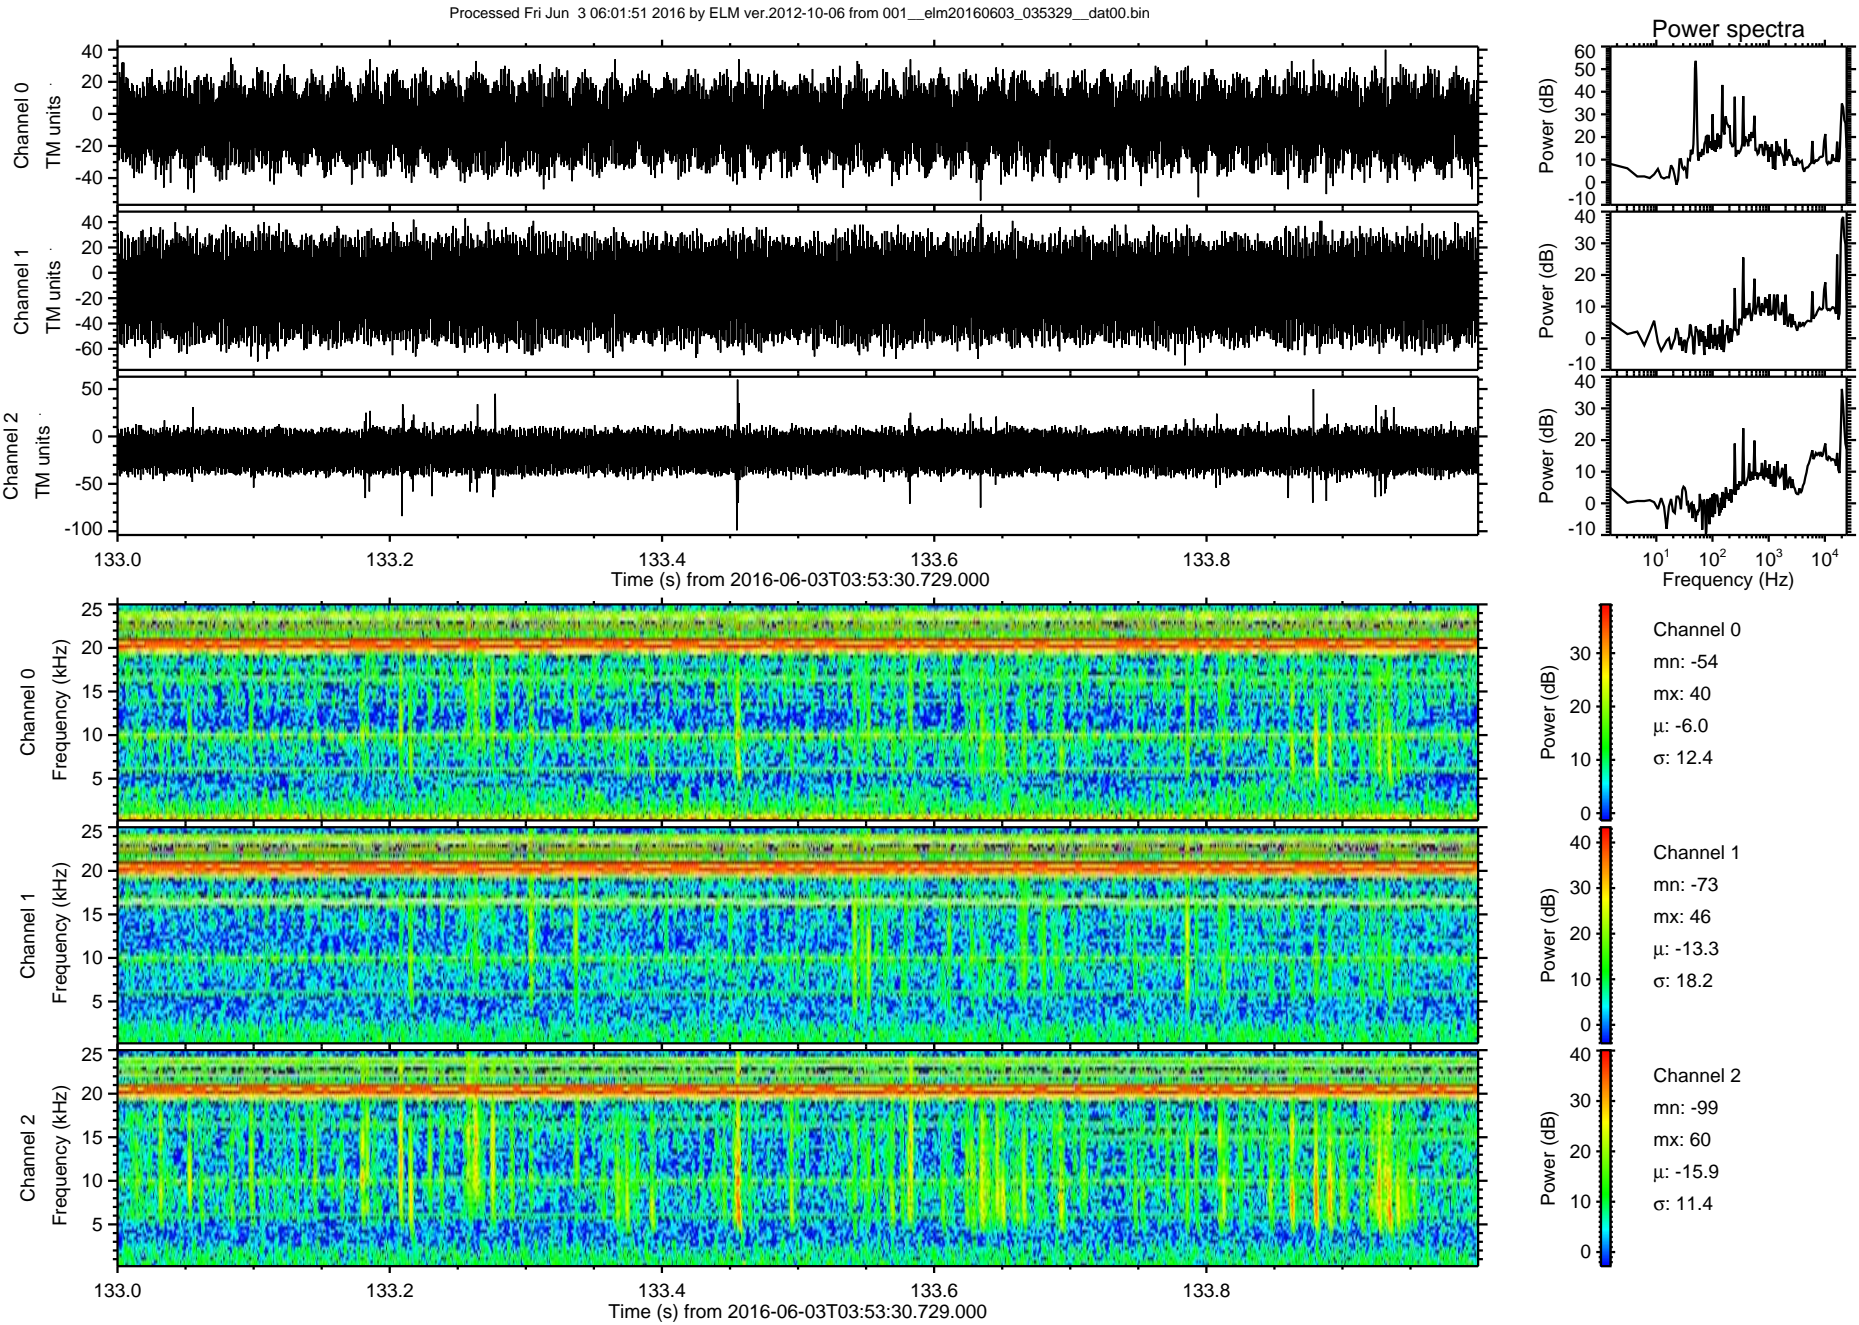 Processed Fri Jun  3 06:01:51 2016 by ELM ver.2012-10-06 from 001__elm20160603_035329__dat00.bin
Power spectra
Channel 0
TM units
40
20
0
-20
-40
Power (dB)
60
50
40
30
20
10
0
-10
Channel 1
TM units
40
20
0
-20
-40
-60
Power (dB)
40
30
20
10
0
-10
Channel 2
TM units
50
0
-50
-100
Power (dB)
40
30
20
10
0
-10
133.0 133.2 133.4 133.6 133.8
Time (s) from 2016-06-03T03:53:30.729.000
10^1 10^2 10^3 10^4
Frequency (Hz)
Channel 0
Frequency (kHz)
25
20
15
10
5
Power (dB)
30
20
10
0
Channel 0
mn: -54
mx: 40
μ: -6.0
σ: 12.4
Channel 1
Frequency (kHz)
25
20
15
10
5
Power (dB)
40
30
20
10
0
Channel 1
mn: -73
mx: 46
μ: -13.3
σ: 18.2
Channel 2
Frequency (kHz)
25
20
15
10
5
Power (dB)
40
30
20
10
0
Channel 2
mn: -99
mx: 60
μ: -15.9
σ: 11.4
133.0 133.2 133.4 133.6 133.8
Time (s) from 2016-06-03T03:53:30.729.000